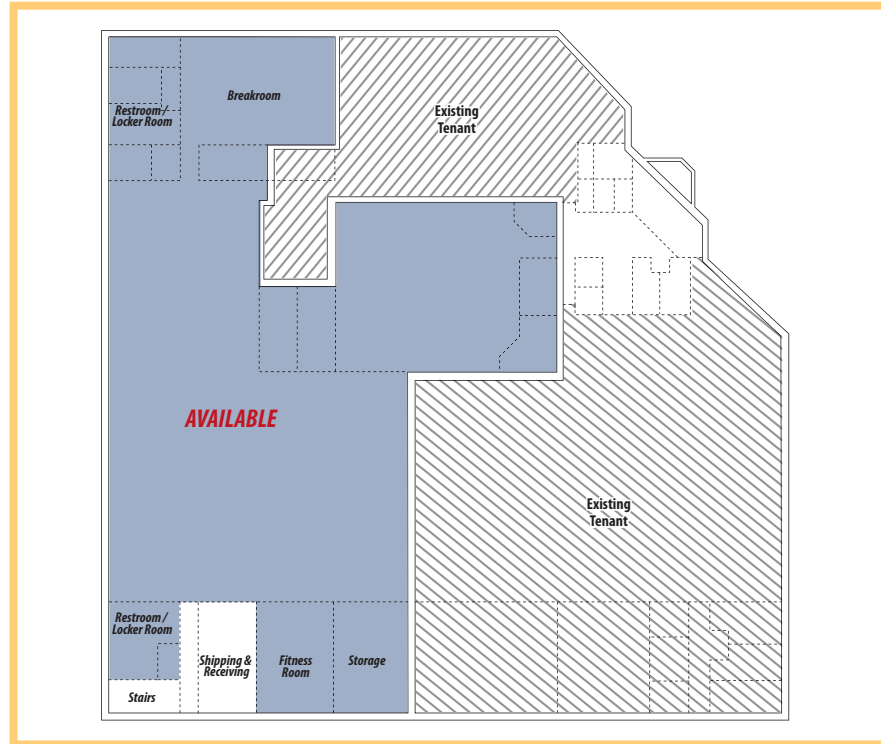 Breakroom
Restroom /
Locker Room
Existing
Tenant
AVAILABLE
Existing
Tenant
Restroom /
Locker Room
Shipping &
Receiving
Fitness
Room
Storage
Stairs